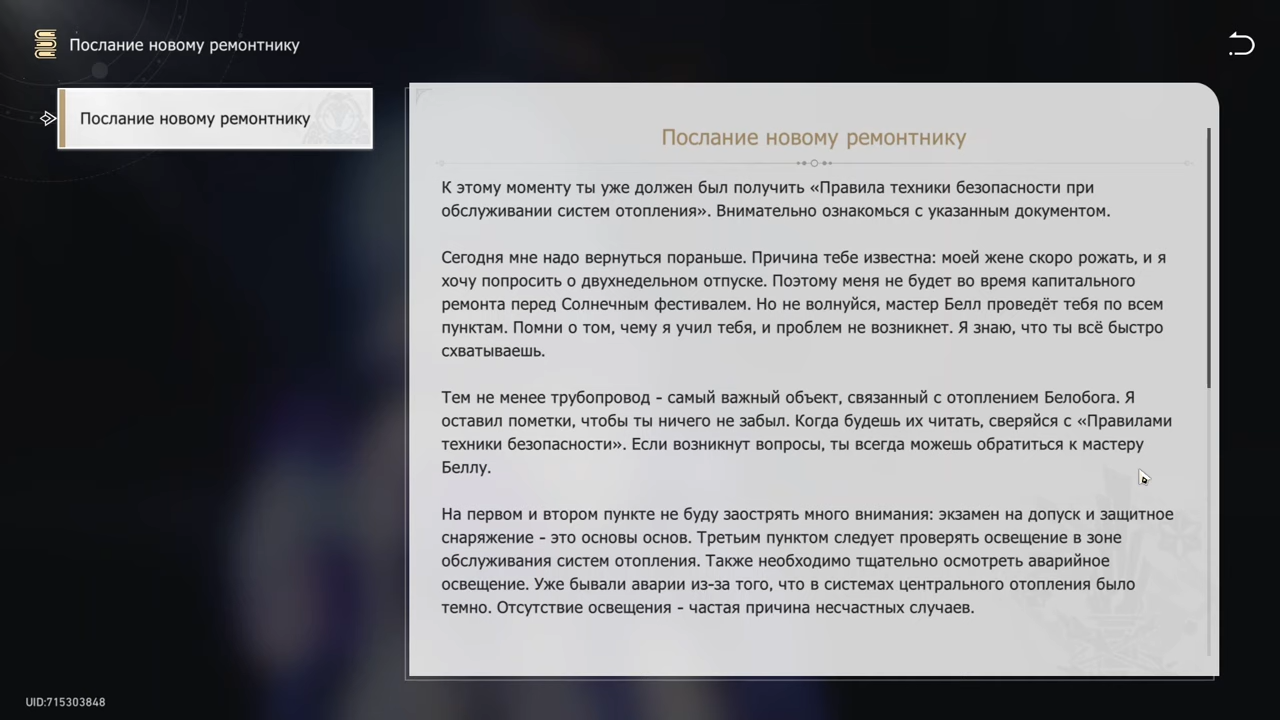 Послание новому ремонтнику
Послание новому ремонтнику
Послание новому ремонтнику
К этому моменту ты уже должен был получить «Правила техники безопасности при
обслуживании систем отопления». Внимательно ознакомься с указанным документом.
Сегодня мне надо вернуться пораньше. Причина тебе известна: моей жене скоро рожать, и я
хочу попросить о двухнедельном отпуске. Поэтому меня не будет во время капитального
ремонта перед Солнечным фестивалем. Но не волнуйся, мастер Белл проведёт тебя по всем
пунктам. Помни о том, чему я учил тебя, и проблем не возникнет. Я знаю, что ты всё быстро
схватываешь.
Тем не менее трубопровод - самый важный объект, связанный с отоплением Белобога. Я
оставил пометки, чтобы ты ничего не забыл. Когда будешь их читать, сверяйся с «Правилами
техники безопасности». Если возникнут вопросы, ты всегда можешь обратиться к мастеру
Беллу.
На первом и втором пункте не буду заострять много внимания: экзамен на допуск и защитное
снаряжение - это основы основ. Третьим пунктом следует проверять освещение в зоне
обслуживания систем отопления. Также необходимо тщательно осмотреть аварийное
освещение. Уже бывали аварии из-за того, что в системах центрального отопления было
темно. Отсутствие освещения - частая причина несчастных случаев.
UID:715303848